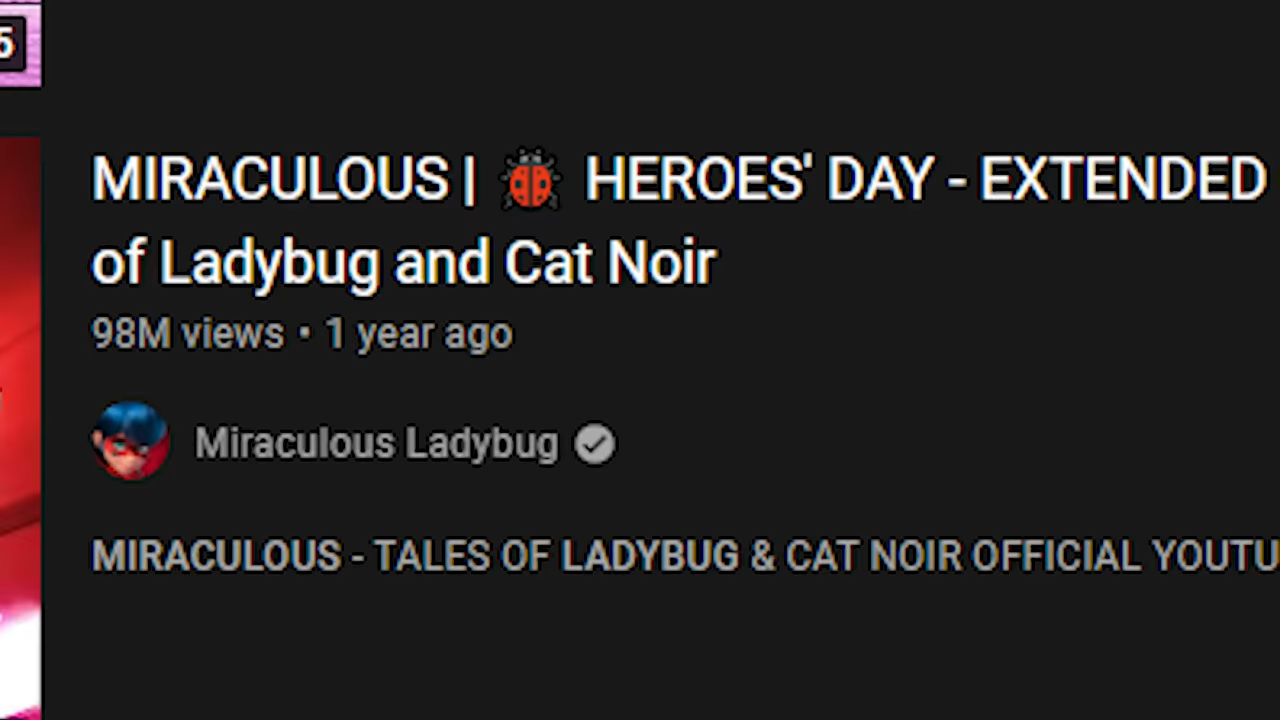 5
MIRACULOUS | 🐞 HEROES' DAY - EXTENDED
of Ladybug and Cat Noir
98M views • 1 year ago
Miraculous Ladybug
MIRACULOUS - TALES OF LADYBUG & CAT NOIR OFFICIAL YOUTU